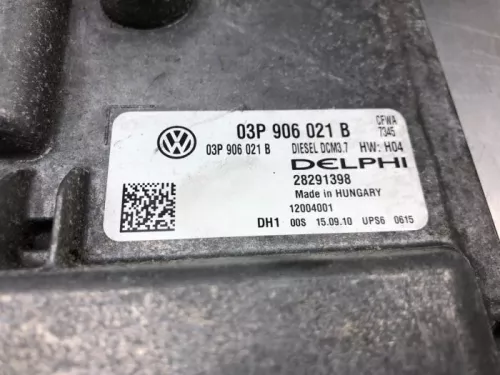 03P 906 021 B
CFWA
7345
03P 906 021 B DIESEL DCM3.7 HW: H04
DELPHI
28291398
Made in HUNGARY
12004001
DH1 00S 15.09.10 UPS6 0615